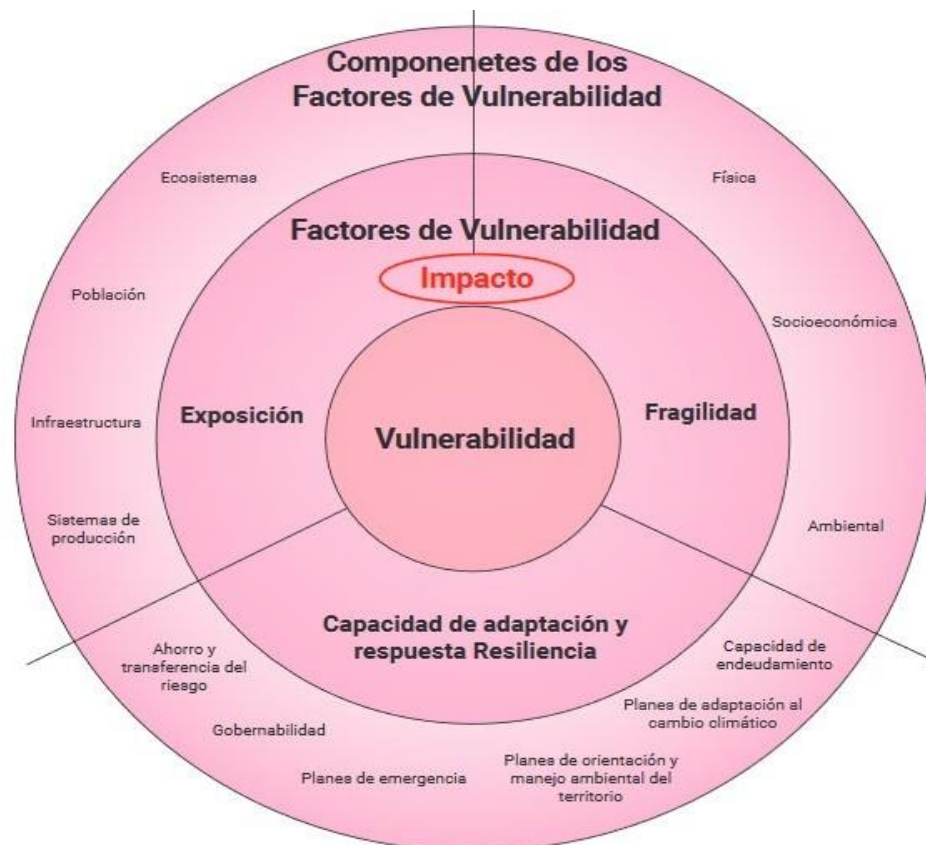 Componenetes de los
Factores de Vulnerabilidad
Ecosistemas
Física
Factores de Vulnerabilidad
Impacto
Población
Socioeconómica
Exposición
Fragilidad
Infraestructura
Vulnerabilidad
Sistemas de
producción
Ambiental
Capacidad de adaptación y
respuesta Resiliencia
Ahorro y
transferencia del
riesgo
Capacidad de
endeudamiento
Planes de adaptación al
cambio climático
Gobernabilidad
Planes de emergencia
Planes de orientación y
manejo ambiental del
territorio